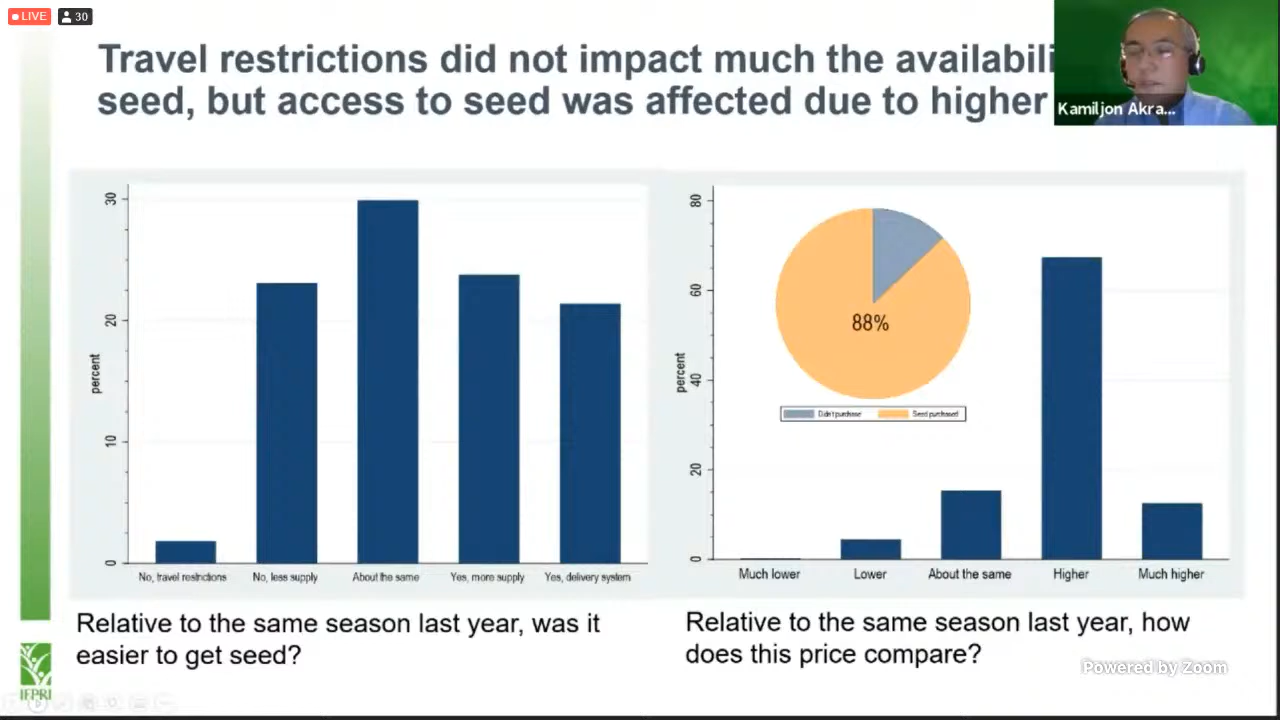 LIVE 30
Travel restrictions did not impact much the availabili
seed, but access to seed was affected due to higher
Kamiljon Akra...
30
20
10
0
percent
No, travel restrictions
No, less supply
About the same
Yes, more supply
Yes, delivery system
80
60
40
20
0
percent
88%
Didn't purchase
Seed purchased
Much lower
Lower
About the same
Higher
Much higher
Relative to the same season last year, was it
easier to get seed?
Relative to the same season last year, how
does this price compare?
IFPRI
Powered by Zoom